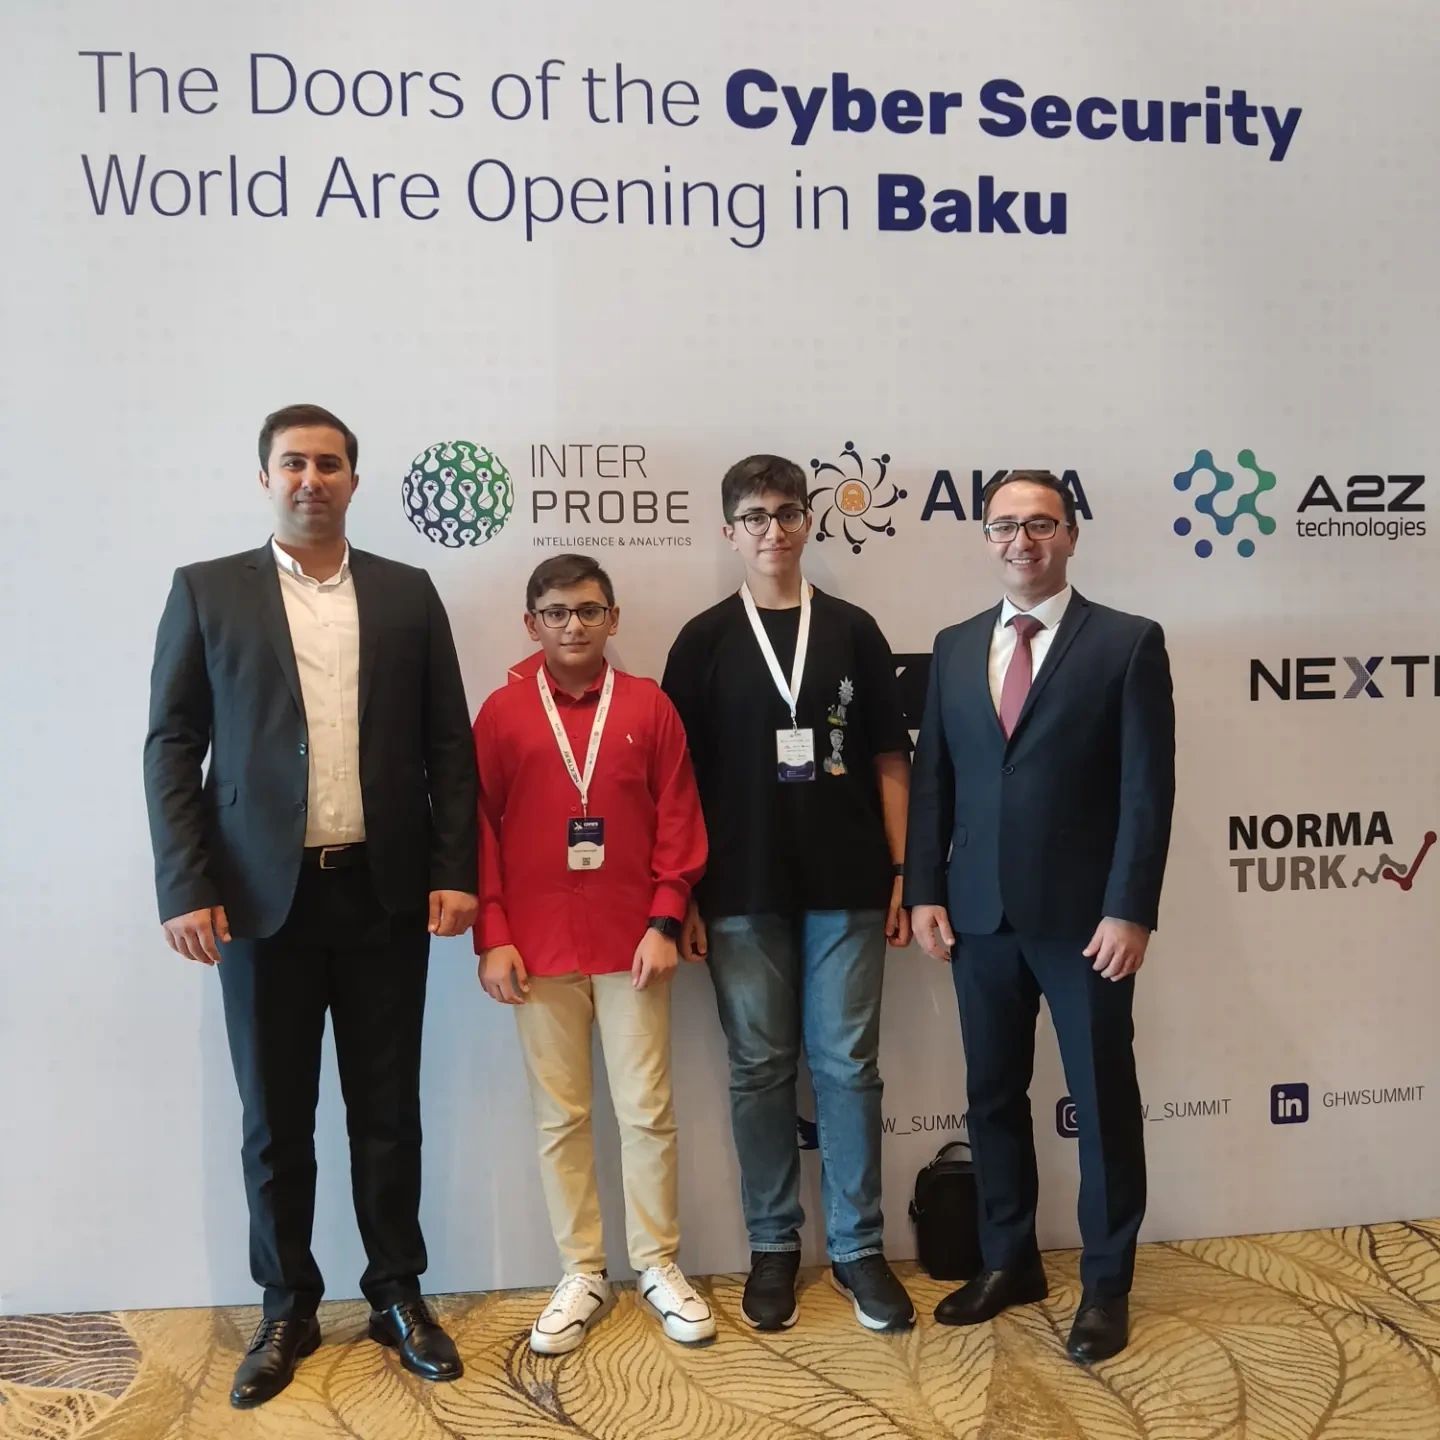 The Doors of the Cyber Security
World Are Opening in Baku
INTER
PROBE
INTELLIGENCE & ANALYTICS
A2Z
technologies
NORMA
TURK
GHWSUMMIT
in